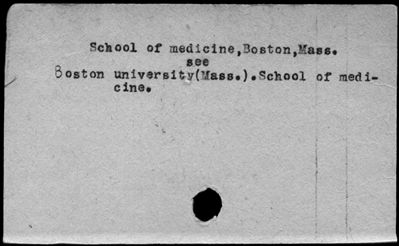 School of medicine,Boston,Mass.
see
Boston university(Mass.).School of medi-
cine.